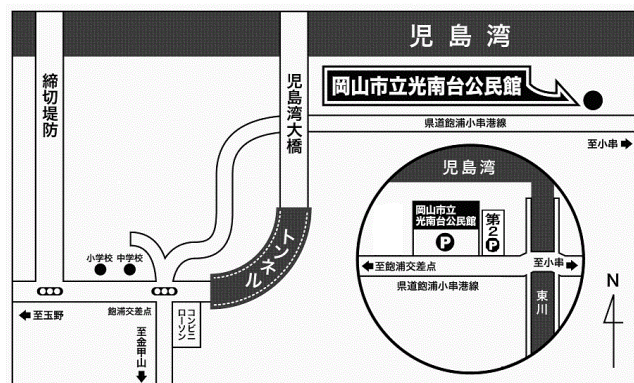 児島湾
締切堤防
児島湾大橋
岡山市立光南台公民館
県道飽浦小串港線
至小串
児島湾
岡山市立
光南台公民館
P
第2
P
至飽浦交差点
至小串
県道飽浦小串港線
東川
トンネル
小学校
中学校
至玉野
飽浦交差点
コンビニ
ローソン
至金甲山
N